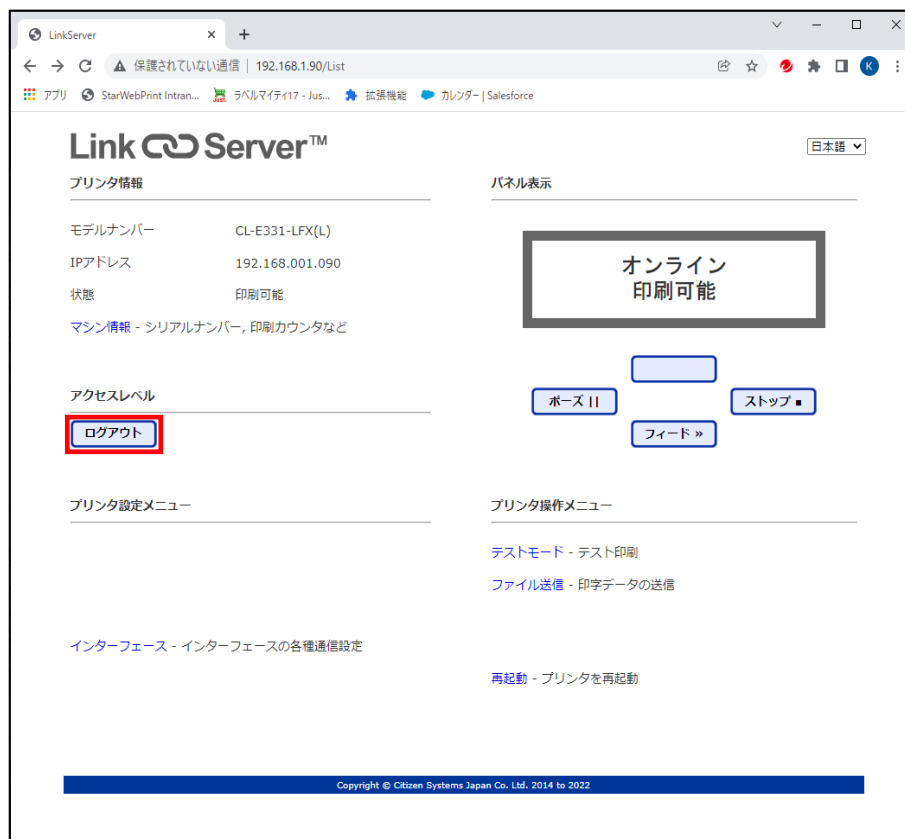 LinkServer
保護されていない通信 | 192.168.1.90/List
K
アプリ StarWebPrint Intran... ラベルマイティ17 - Jus... 拡張機能 カレンダー | Salesforce
Link Server™
日本語
プリンタ情報
モデルナンバー CL-E331-LFX(L)
IPアドレス 192.168.001.090
状態 印刷可能
マシン情報 - シリアルナンバー, 印刷カウンタなど
パネル表示
オンライン
印刷可能
ポーズ ||
ストップ ■
フィード »
アクセスレベル
ログアウト
プリンタ設定メニュー
インターフェース - インターフェースの各種通信設定
プリンタ操作メニュー
テストモード - テスト印刷
ファイル送信 - 印字データの送信
再起動 - プリンタを再起動
Copyright © Citizen Systems Japan Co. Ltd. 2014 to 2022